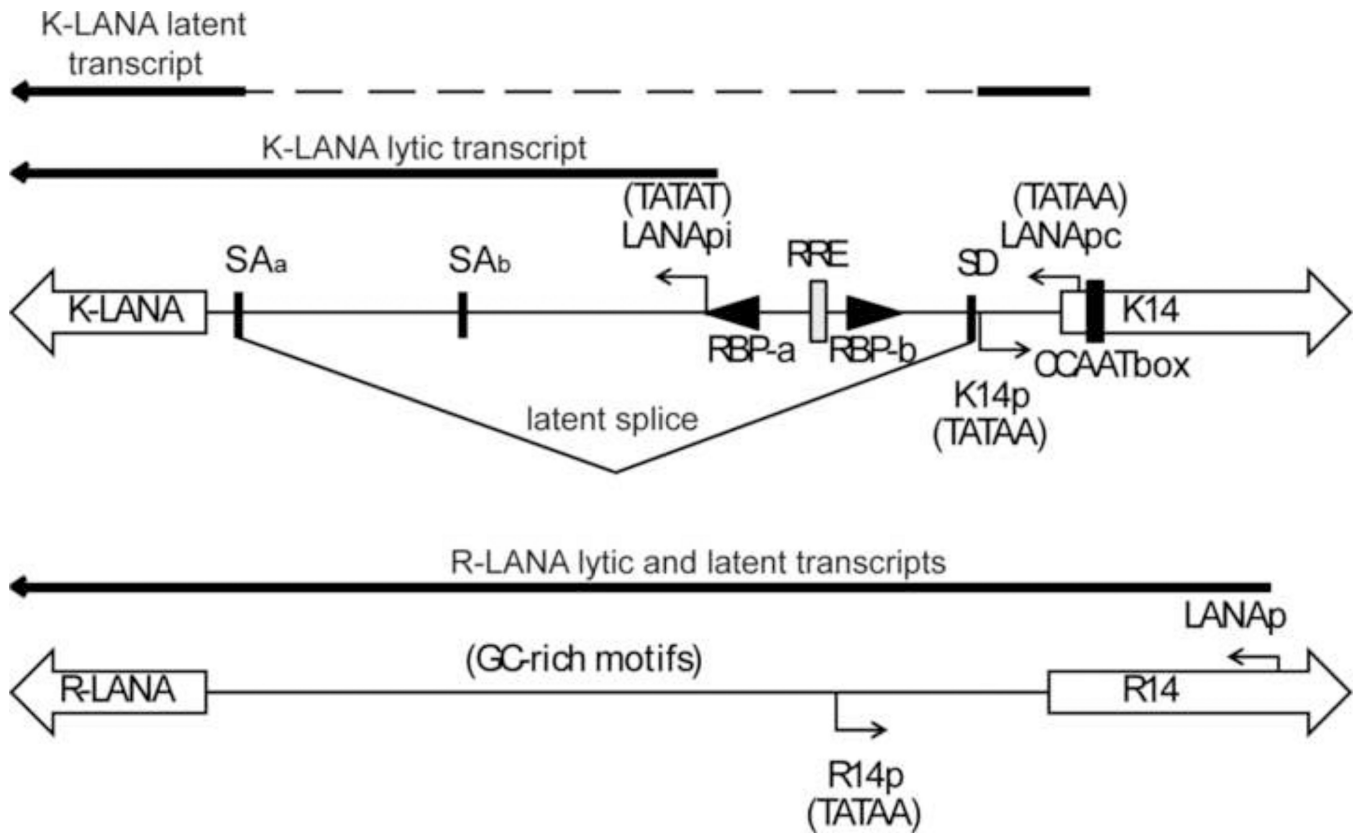 K-LANA latent
transcript
K-LANA lytic transcript
(TATAT)
LANApi
(TATAA)
LANApc
SAa
SAb
RRE
SD
K-LANA
K14
RBP-a
RBP-b
CCAATbox
K14p
(TATAA)
latent splice
R-LANA lytic and latent transcripts
LANAp
(GC-rich motifs)
R-LANA
R14
R14p
(TATAA)